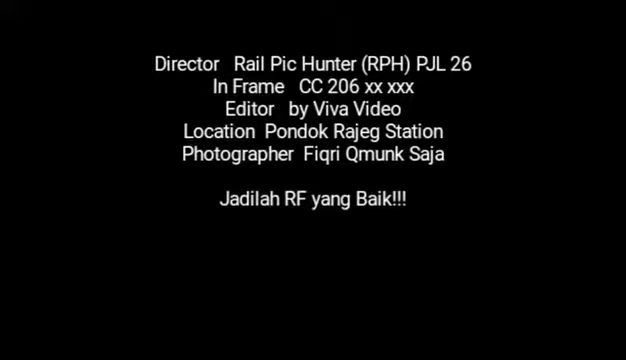 Director Rail Pic Hunter (RPH) PJL 26
In Frame CC 206 xx xxx
Editor by Viva Video
Location Pondok Rajeg Station
Photographer Fiqri Qmunk Saja
Jadilah RF yang Baik!!!